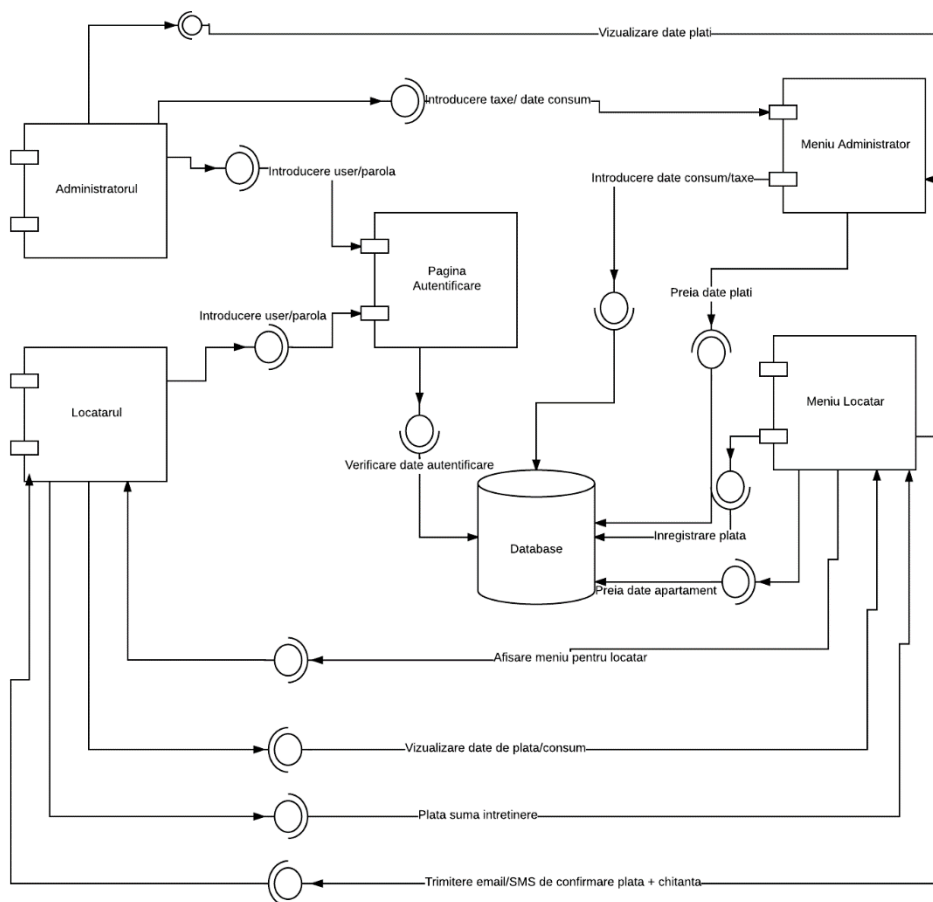 Vizualizare date plati
Introducere taxe/ date consum
Meniu Administrator
Administratorul
Introducere user/parola
Introducere date consum/taxe
Pagina
Autentificare
Preia date plati
Introducere user/parola
Locatarul
Meniu Locatar
Verificare date autentificare
Database
Inregistrare plata
Preia date apartament
Afisare meniu pentru locatar
Vizualizare date de plata/consum
Plata suma intretinere
Trimitere email/SMS de confirmare plata + chitanta